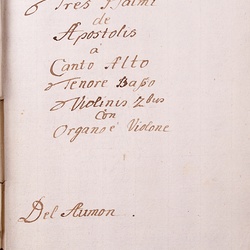 Tres Psalmi
de
Apostolis
a
Canto Alto
Tenore Basso
Violinis 2bus
Con
Organo è Violone
Del Aumon.